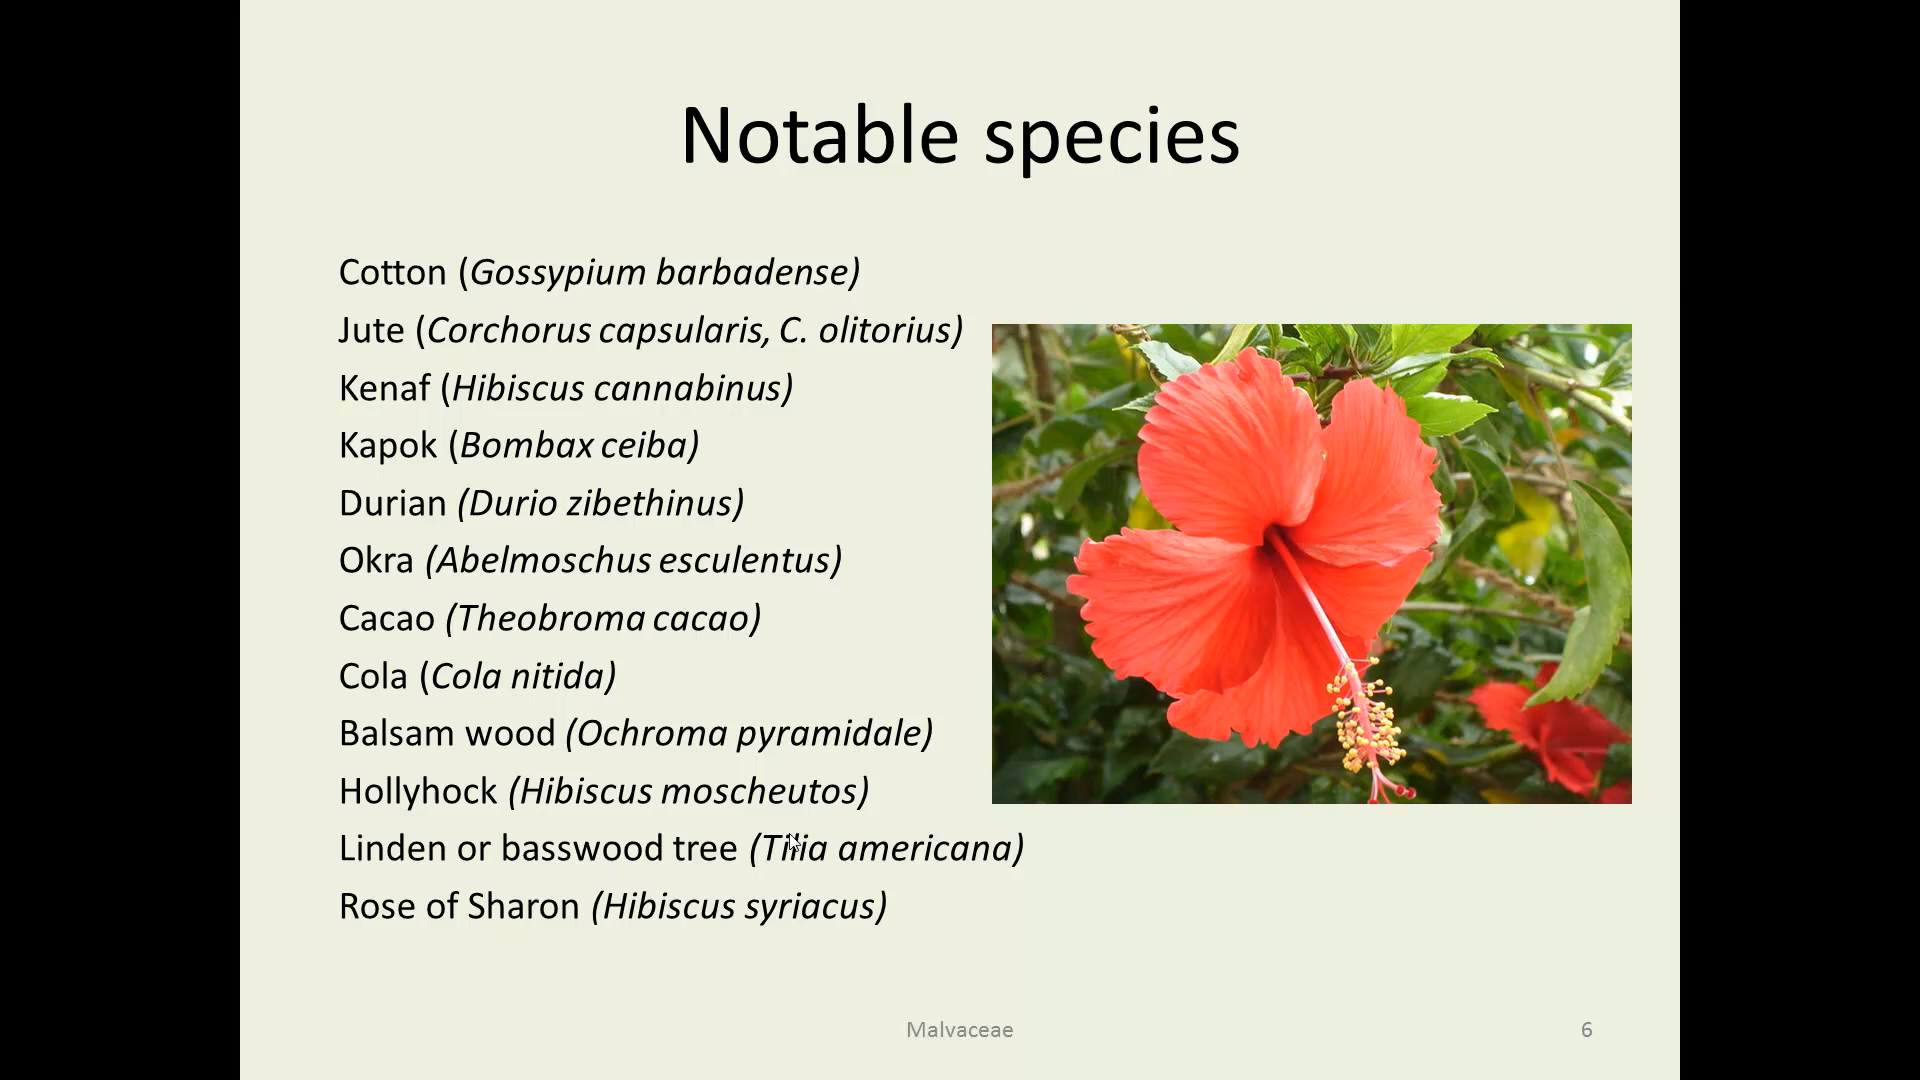 Notable species
Cotton (Gossypium barbadense)
Jute (Corchorus capsularis, C. olitorius)
Kenaf (Hibiscus cannabinus)
Kapok (Bombax ceiba)
Durian (Durio zibethinus)
Okra (Abelmoschus esculentus)
Cacao (Theobroma cacao)
Cola (Cola nitida)
Balsam wood (Ochroma pyramidale)
Hollyhock (Hibiscus moscheutos)
Linden or basswood tree (Tilia americana)
Rose of Sharon (Hibiscus syriacus)
Malvaceae
6